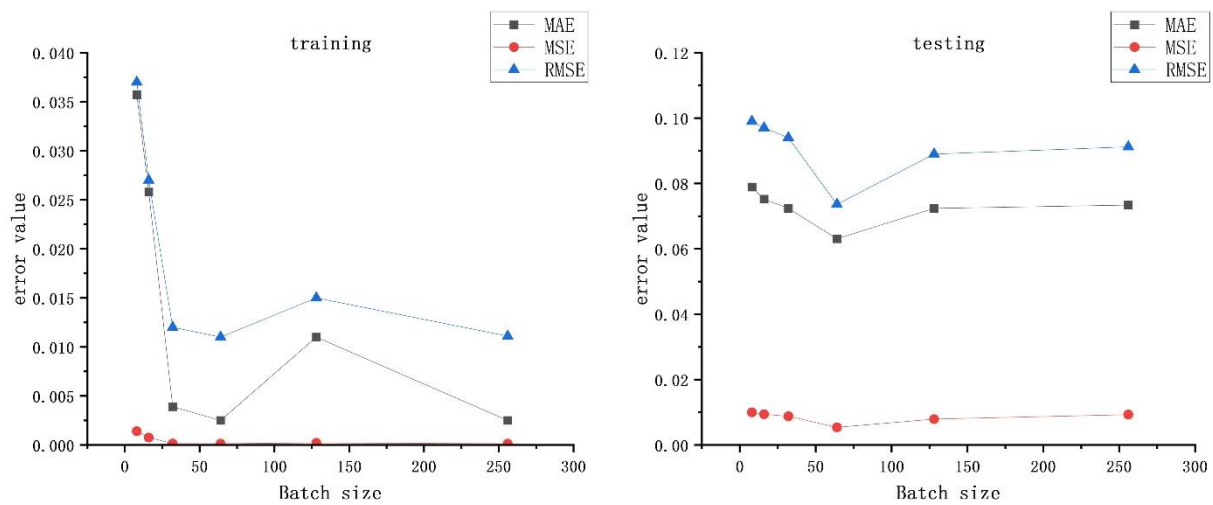 training
MAE
MSE
RMSE
error value
0.040
0.035
0.030
0.025
0.020
0.015
0.010
0.005
0.000
0 50 100 150 200 250 300
Batch size
testing
MAE
MSE
RMSE
error value
0.12
0.10
0.08
0.06
0.04
0.02
0.00
0 50 100 150 200 250 300
Batch size